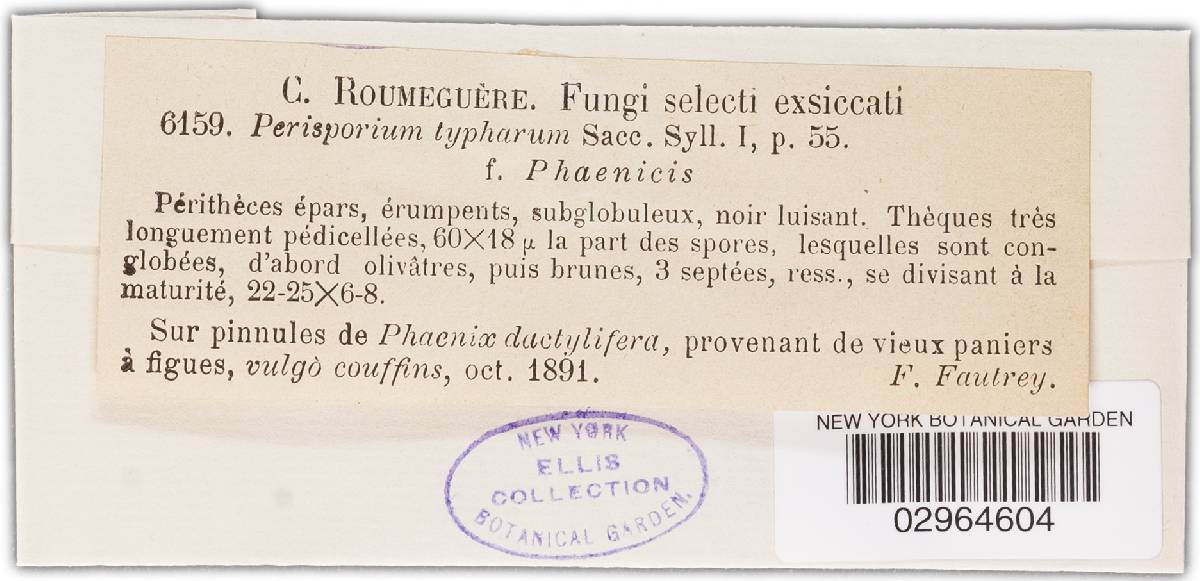 C. ROUMEGUÈRE. Fungi selecti exsiccati
6159. Perisporium typharum Sacc. Syll. I, p. 55.
f. Phaenicis
Périthèces épars, érumpents, subglobuleux, noir luisant. Thèques très
longuement pédicellées, 60×18 µ la part des spores, lesquelles sont con-
globées, d'abord olivâtres, puis brunes, 3 septées, ress., se divisant à la
maturité, 22-25×6-8.
Sur pinnules de Phaenix dactylifera, provenant de vieux paniers
à figues, vulgò couffins, oct. 1891. F. Fautrey.
NEW YORK
ELLIS
COLLECTION
BOTANICAL GARDEN.
NEW YORK BOTANICAL GARDEN
02964604